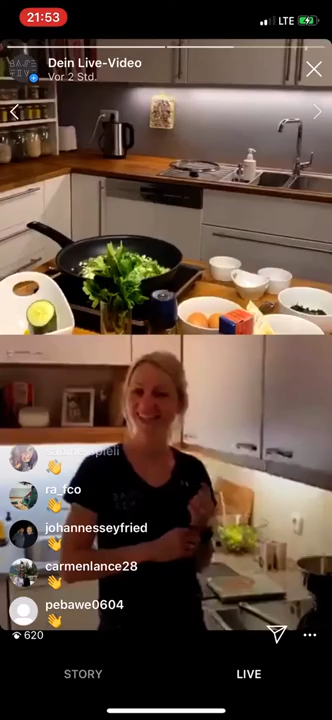 21:53
LTE
Dein Live-Video
Vor 2 Std.
ra_fco
👋
johannesseyfried
👋
carmenlance28
👋
pebawe0604
👋
620
STORY
LIVE